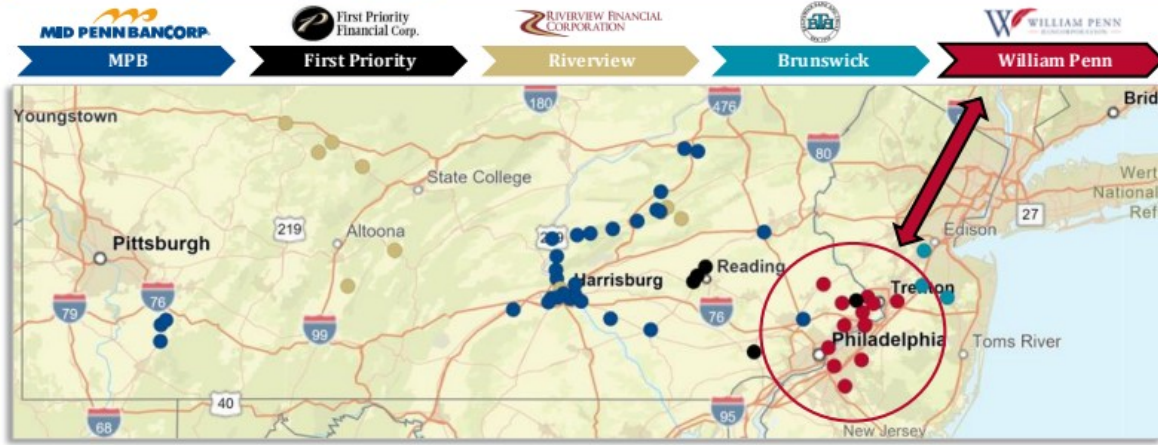 MID PENN BANCORP
First Priority
Financial Corp.
RIVERVIEW FINANCIAL
CORPORATION
WILLIAM PENN
BANCORPORATION
MPB
First Priority
Riverview
Brunswick
William Penn
Youngstown
180
476
Brid
80
State College
Wert
National
Ref
219
Altoona
27
Edison
Pittsburgh
Harrisburg
Reading
Trenton
79
76
99
76
Philadelphia
Toms River
40
68
95
New Jersey